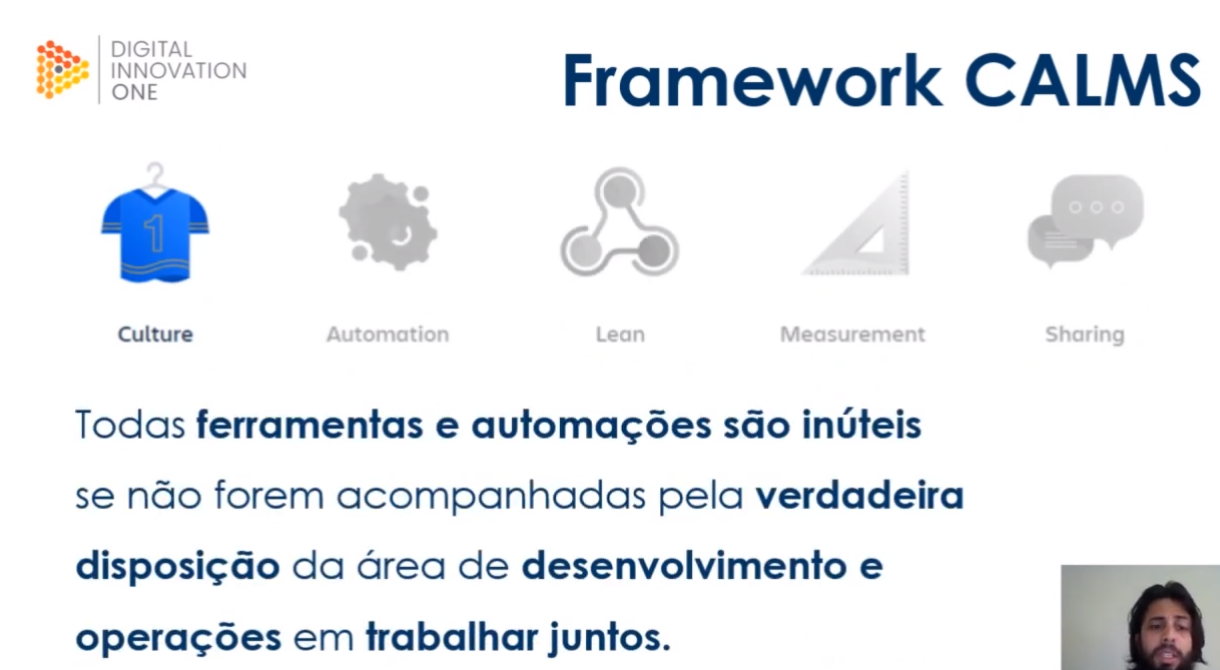 DIGITAL
INNOVATION
ONE
Framework CALMS
1
Culture
Automation
Lean
Measurement
Sharing
Todas ferramentas e automações são inúteis
se não forem acompanhadas pela verdadeira
disposição da área de desenvolvimento e
operações em trabalhar juntos.